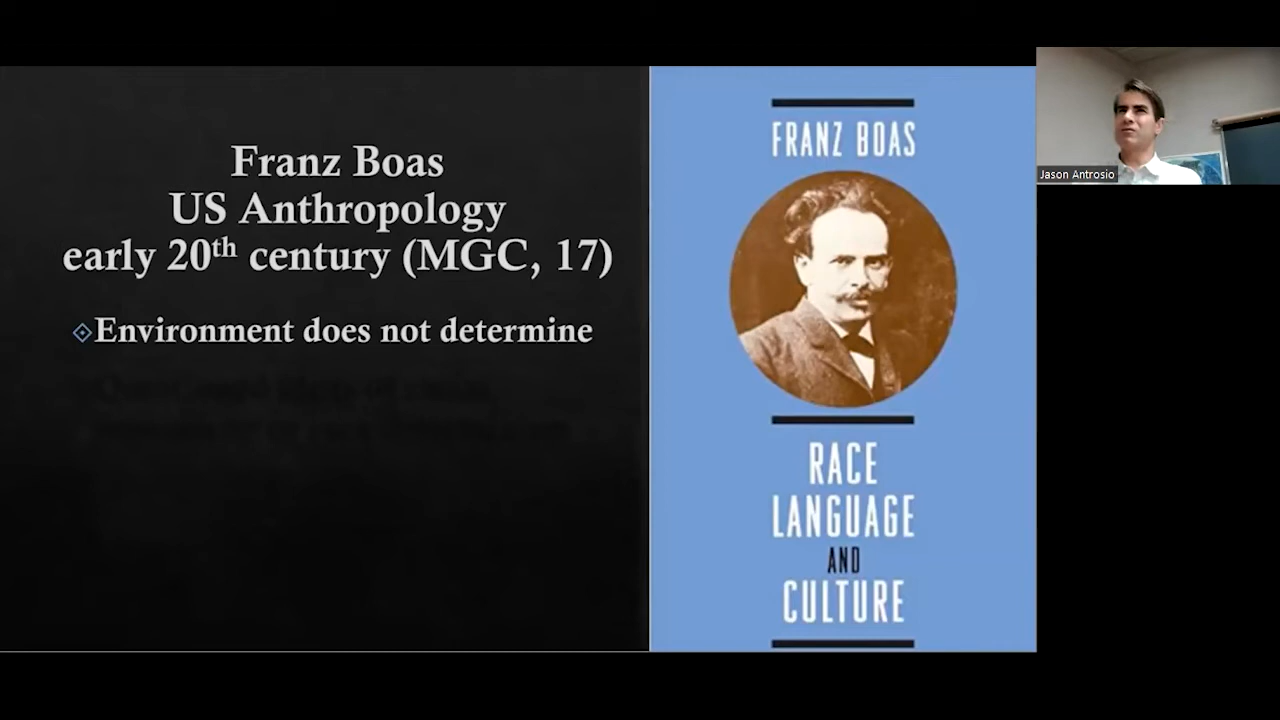 Franz Boas
US Anthropology
early 20th century (MGC, 17)
Environment does not determine
FRANZ BOAS
RACE
LANGUAGE
AND
CULTURE
Jason Antrosio